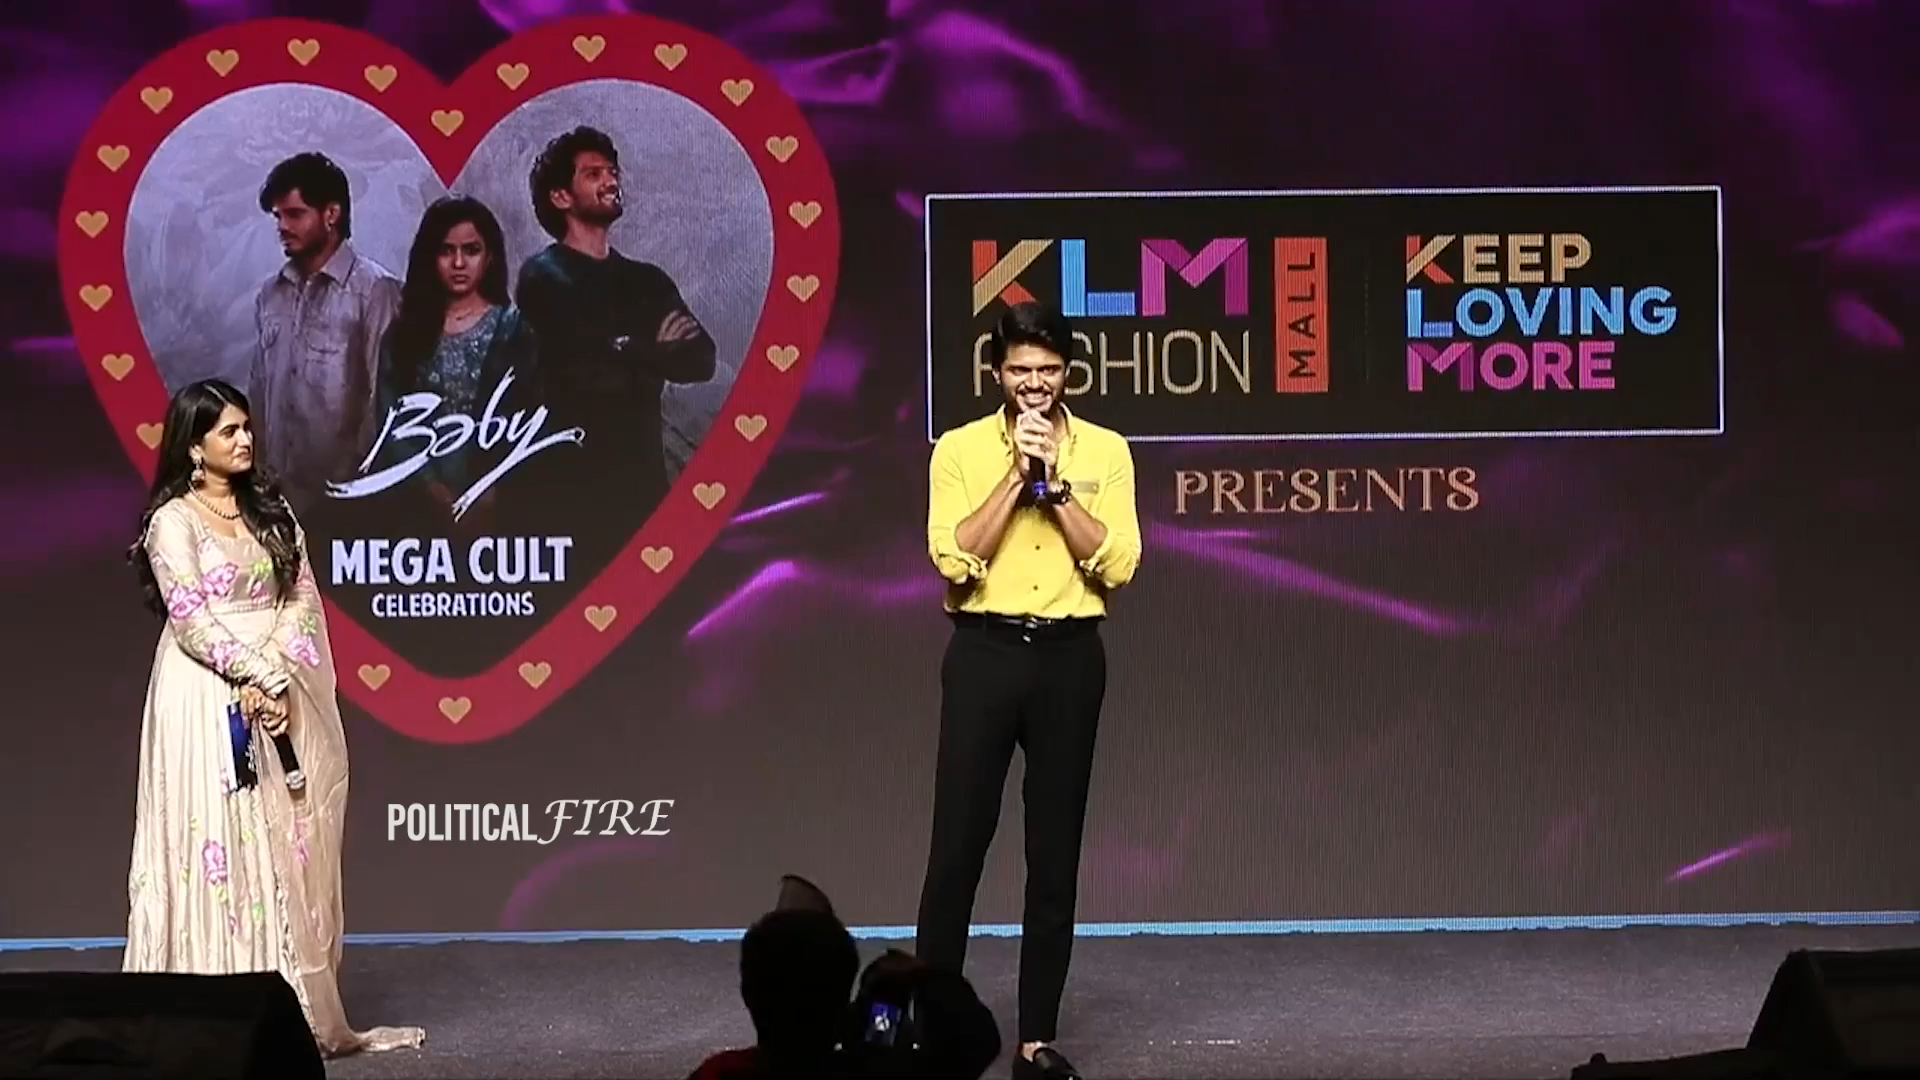 Baby
MEGA CULT
CELEBRATIONS
KLM
FASHION
MALL
KEEP
LOVING
MORE
PRESENTS
POLITICAL FIRE